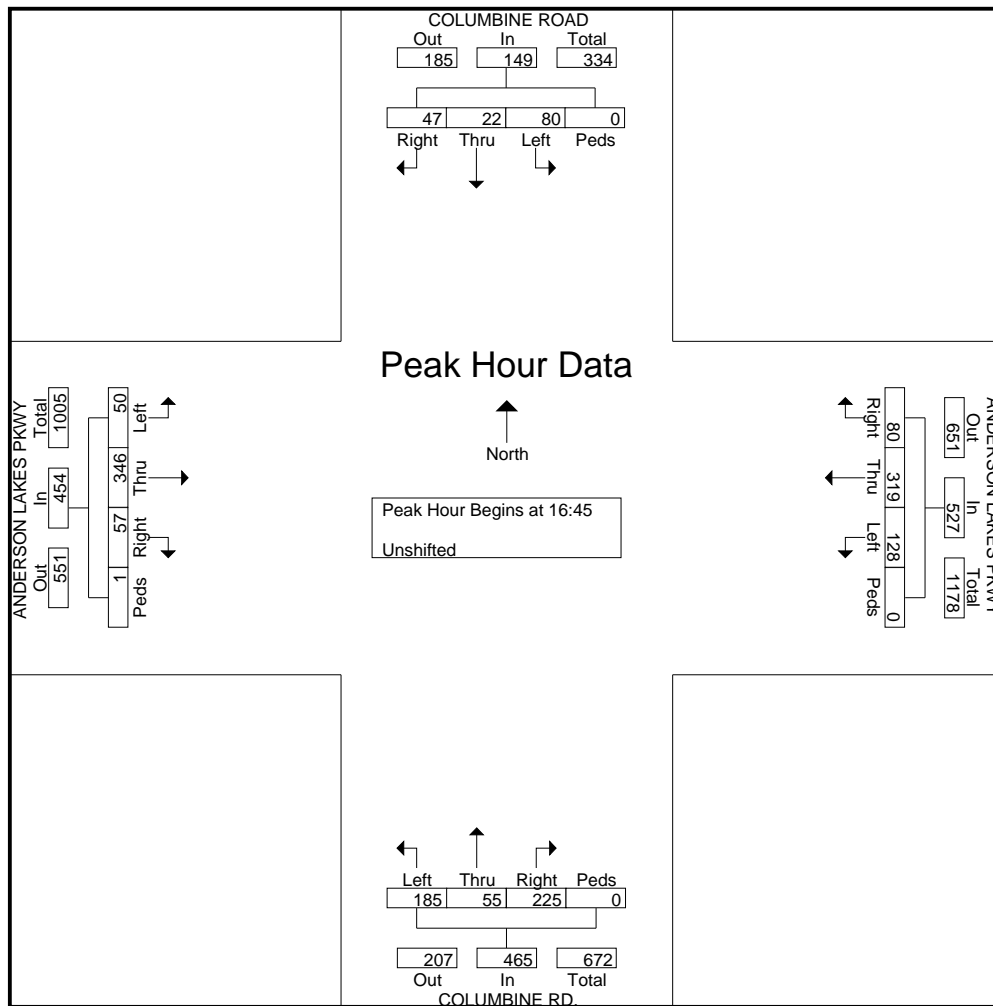 COLUMBINE ROAD
Out In Total
185 149 334
47 22 80 0
Right Thru Left Peds
Peak Hour Data
North
Peak Hour Begins at 16:45
Unshifted
ANDERSON LAKES PKWY
Out In Total
551 454 1005
50 346 57 1
Left Thru Right Peds
ANDERSON LAKES PKWY
Out In Total
651 527 1178
80 319 128 0
Right Thru Left Peds
Left Thru Right Peds
185 55 225 0
207 465 672
Out In Total
COLUMBINE RD.